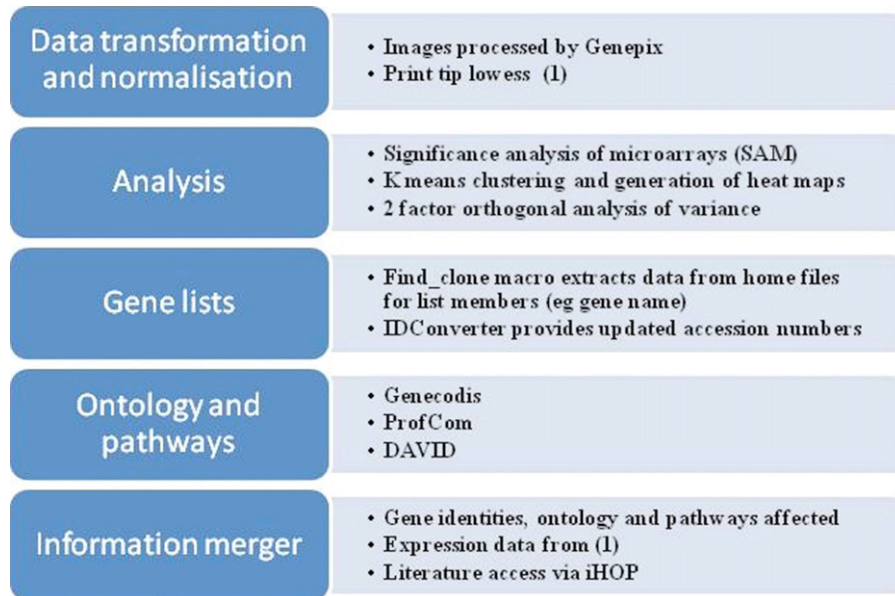 Data transformation
and normalisation
• Images processed by Genepix
• Print tip lowess (1)
Analysis
• Significance analysis of microarrays (SAM)
• K means clustering and generation of heat maps
• 2 factor orthogonal analysis of variance
Gene lists
• Find_clone macro extracts data from home files
for list members (eg gene name)
• IDConverter provides updated accession numbers
Ontology and
pathways
• Genecodis
• ProfCom
• DAVID
Information merger
• Gene identities, ontology and pathways affected
• Expression data from (1)
• Literature access via iHOP